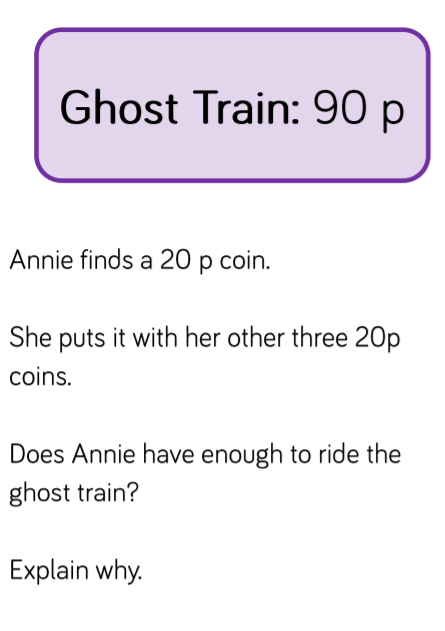 Ghost Train: 90 p
Annie finds a 20 p coin.
She puts it with her other three 20p
coins.
Does Annie have enough to ride the
ghost train?
Explain why.